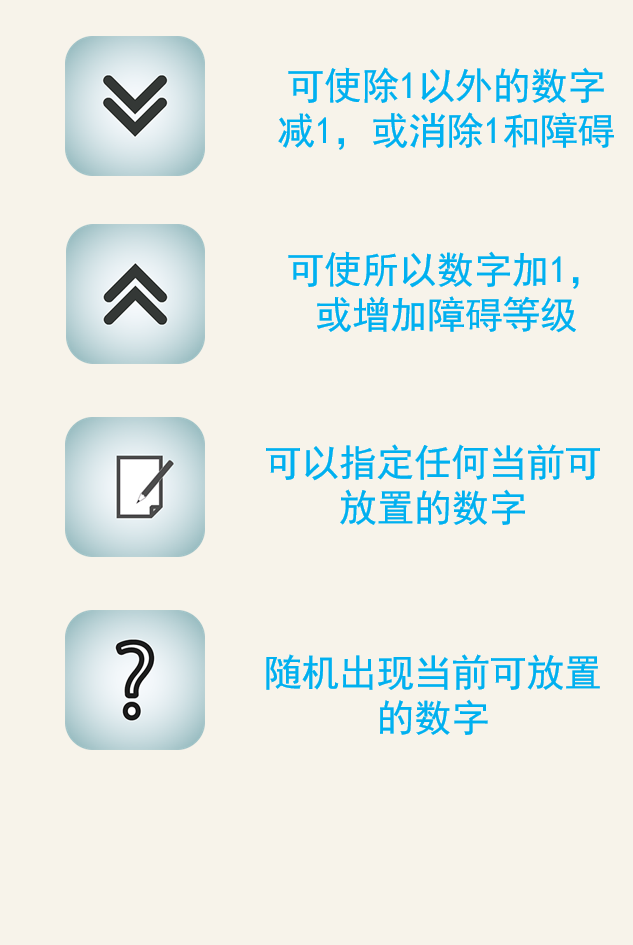 可使除1以外的数字
减1，或消除1和障碍
可使所以数字加1，
或增加障碍等级
可以指定任何当前可
放置的数字
?
随机出现当前可放置
的数字